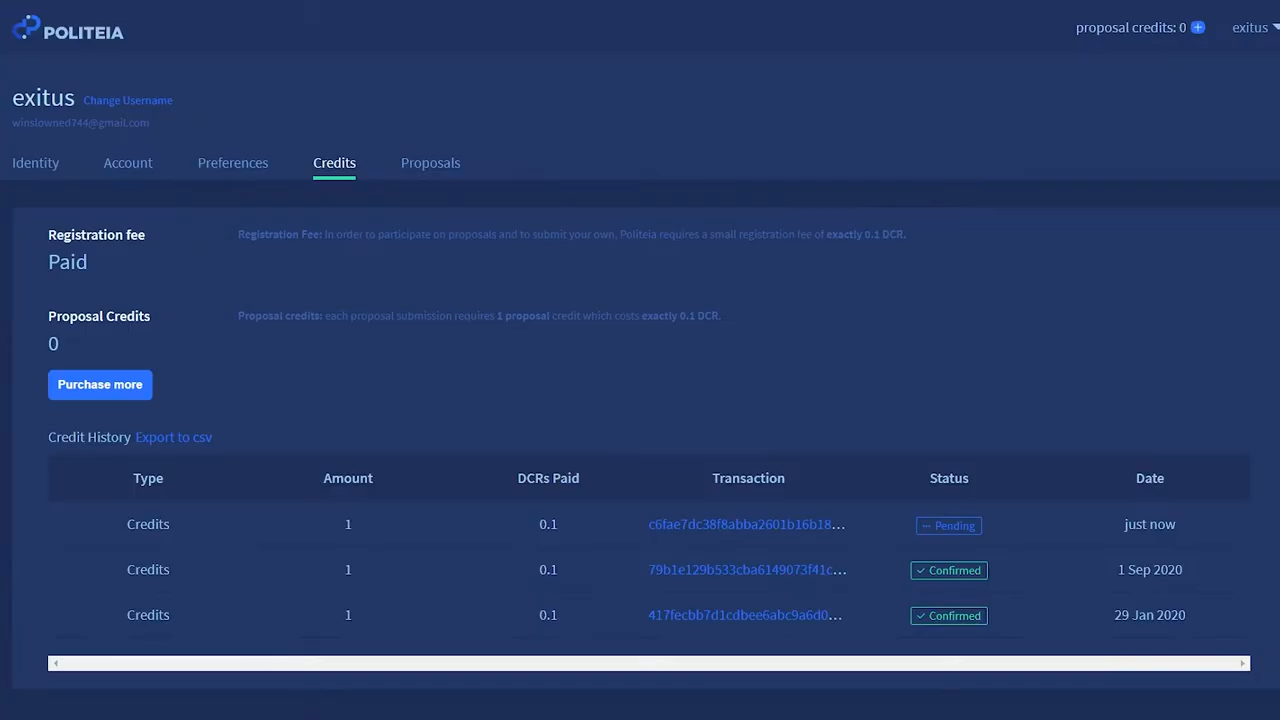 POLITEIA
proposal credits: 0
exitus
exitus Change Username
winslowned744@gmail.com
Identity Account Preferences Credits Proposals
Registration fee
Registration Fee: In order to participate on proposals and to submit your own, Politeia requires a small registration fee of exactly 0.1 DCR.
Paid
Proposal Credits
Proposal credits: each proposal submission requires 1 proposal credit which costs exactly 0.1 DCR.
0
Purchase more
Credit History Export to csv
Type Amount DCRs Paid Transaction Status Date
Credits 1 0.1 c6fae7dc38f8abba2601b16b18... Pending just now
Credits 1 0.1 79b1e129b533cba6149073f41c... Confirmed 1 Sep 2020
Credits 1 0.1 417fecbb7d1cdbee6abc9a6d0... Confirmed 29 Jan 2020